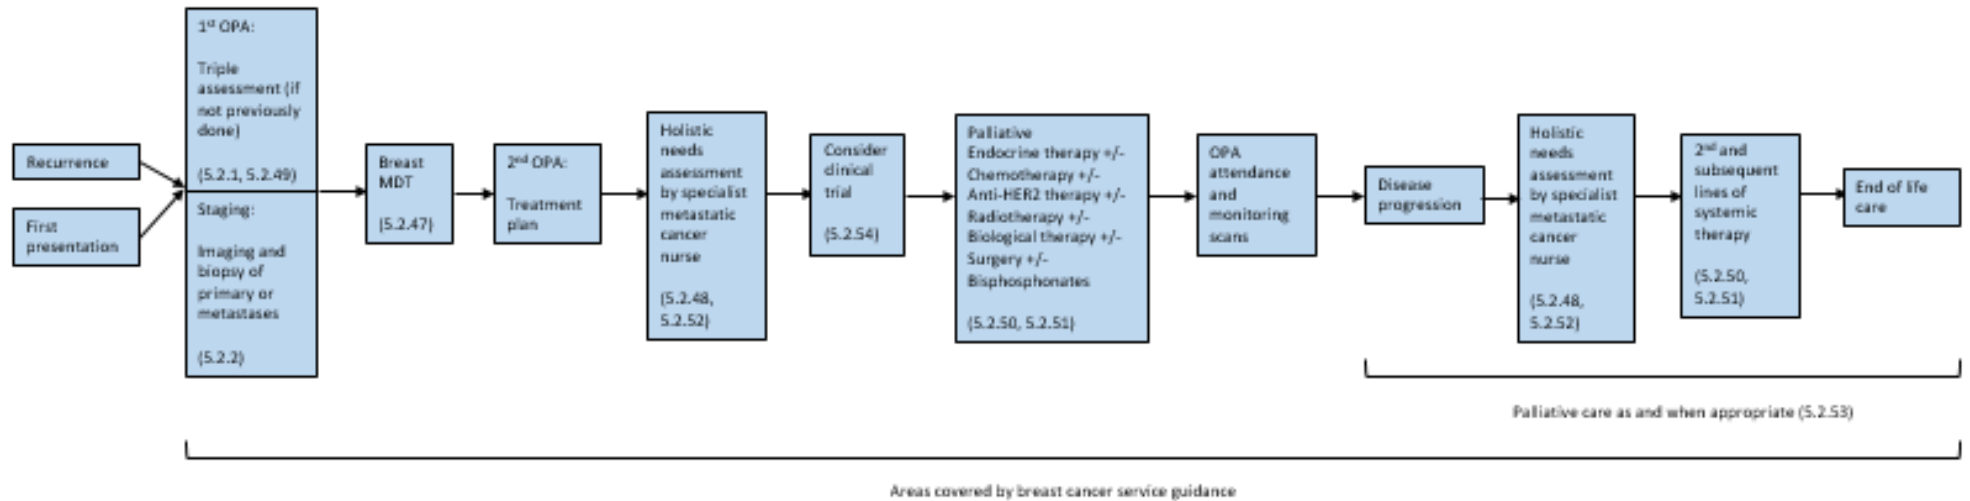 Recurrence
First
presentation
1st OPA:
Triple
assessment (if
not previously
done)
(5.2.1, 5.2.49)
Staging:
Imaging and
biopsy of
primary or
metastases
(5.2.2)
Breast
MDT
(5.2.47)
2nd OPA:
Treatment
plan
Holistic
needs
assessment
by specialist
metastatic
cancer
nurse
(5.2.48,
5.2.52)
Consider
clinical
trial
(5.2.54)
Palliative
Endocrine therapy +/-
Chemotherapy +/-
Anti-HER2 therapy +/-
Radiotherapy +/-
Biological therapy +/-
Surgery +/-
Bisphosphonates
(5.2.50, 5.2.51)
OPA
attendance
and
monitoring
scans
Disease
progression
Holistic
needs
assessment
by specialist
metastatic
cancer
nurse
(5.2.48,
5.2.52)
2nd and
subsequent
lines of
systemic
therapy
(5.2.50,
5.2.51)
End of life
care
Palliative care as and when appropriate (5.2.53)
Areas covered by breast cancer service guidance